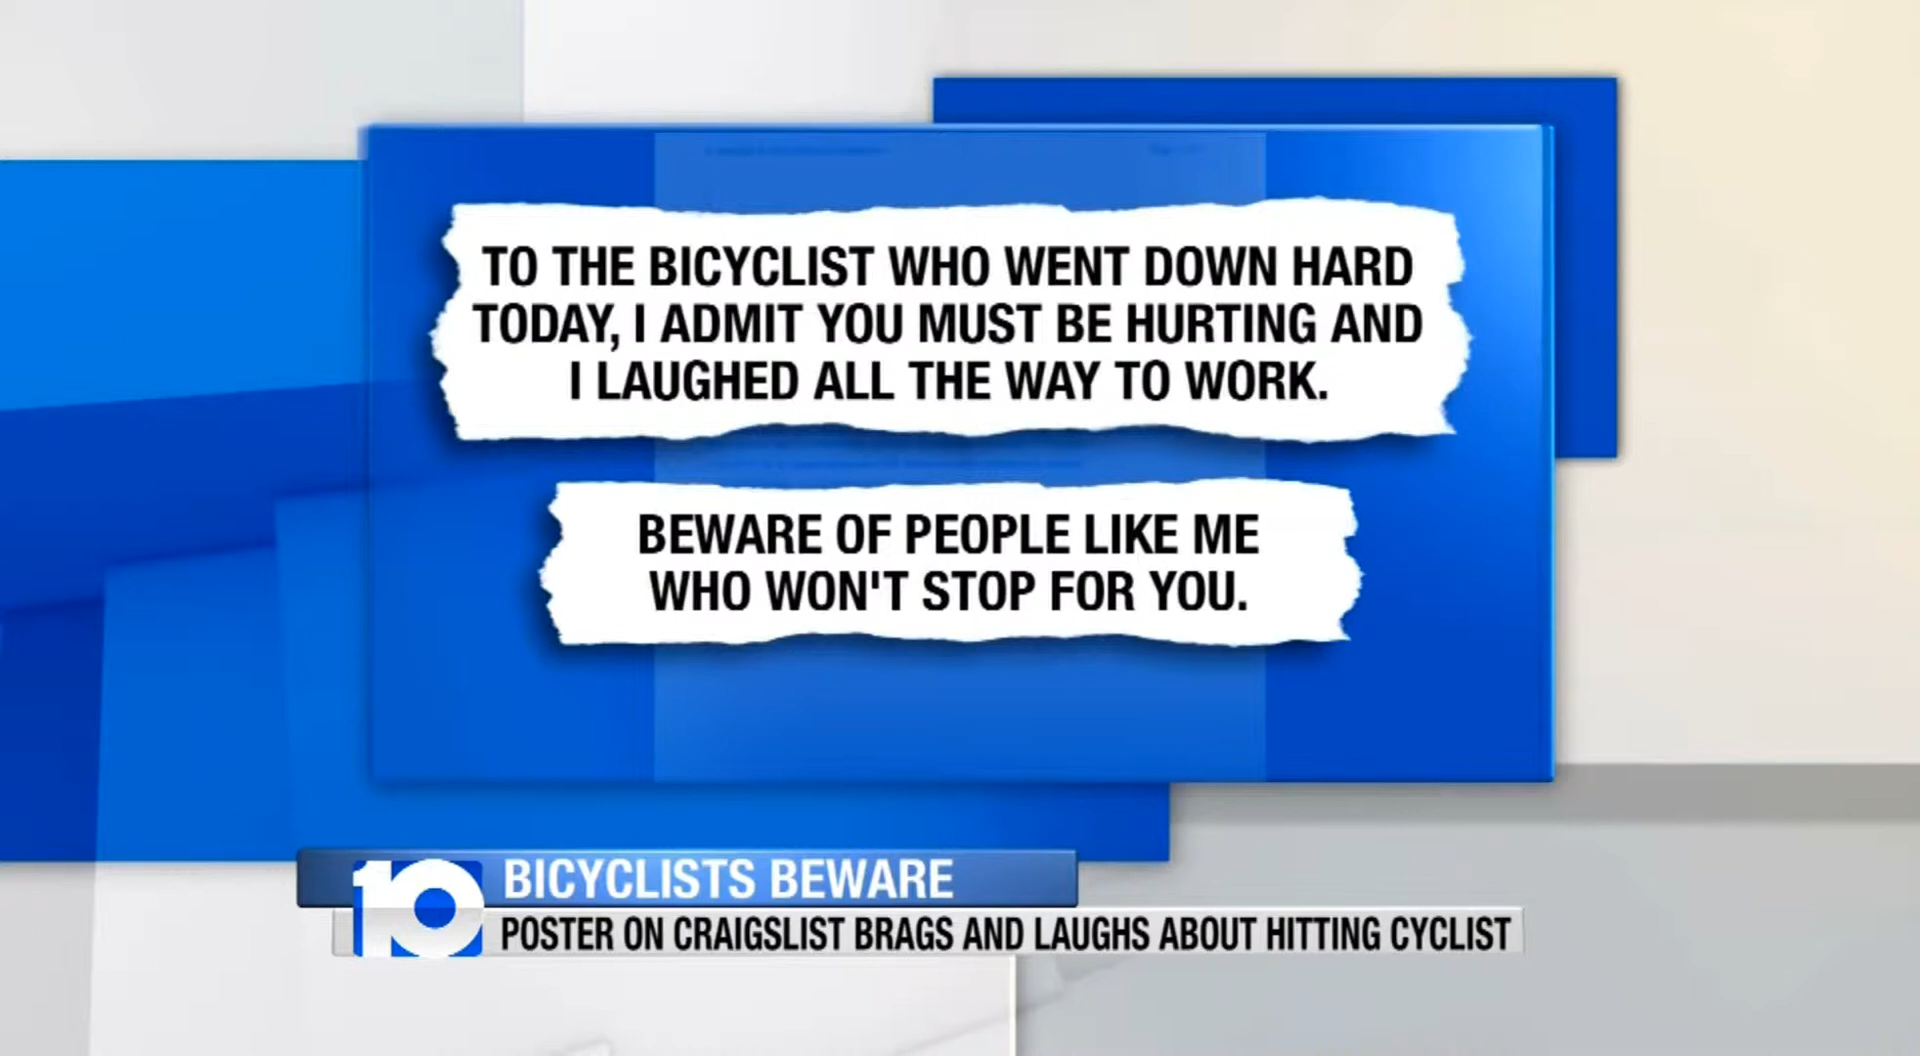 TO THE BICYCLIST WHO WENT DOWN HARD
TODAY, I ADMIT YOU MUST BE HURTING AND
I LAUGHED ALL THE WAY TO WORK.
BEWARE OF PEOPLE LIKE ME
WHO WON'T STOP FOR YOU.
10
BICYCLISTS BEWARE
POSTER ON CRAIGSLIST BRAGS AND LAUGHS ABOUT HITTING CYCLIST